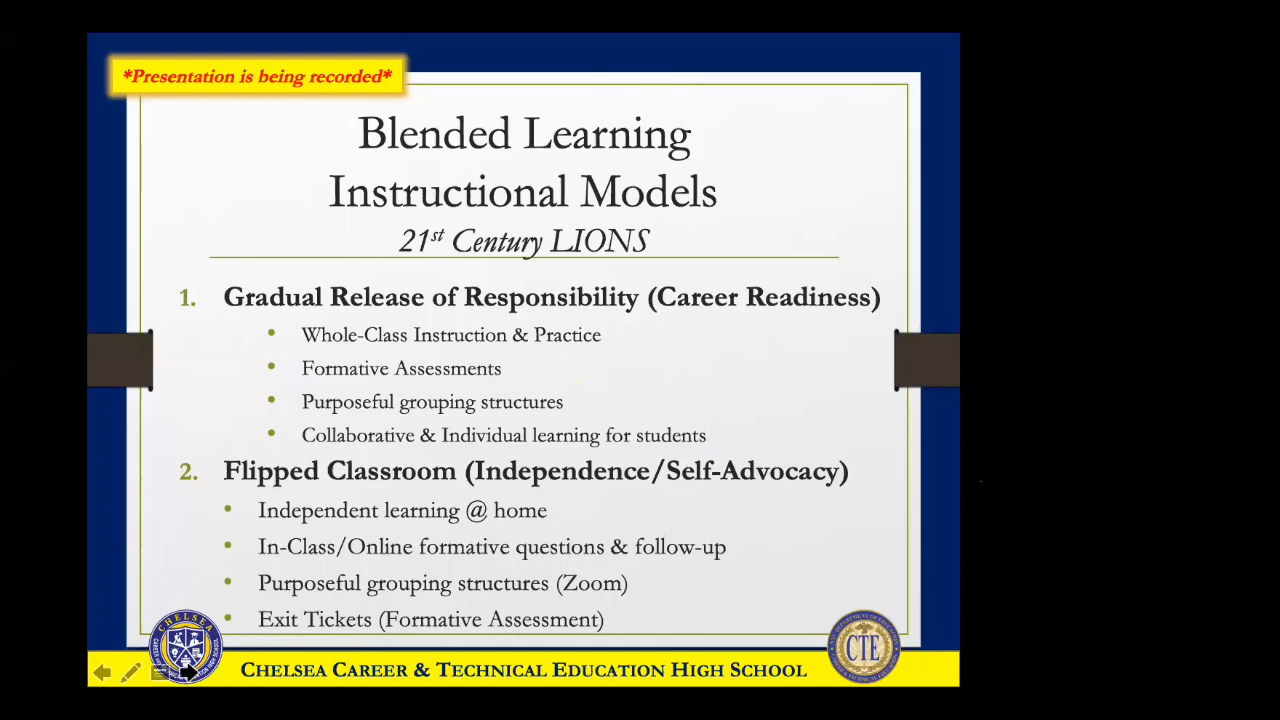 *Presentation is being recorded*
Blended Learning
Instructional Models
21st Century LIONS
1. Gradual Release of Responsibility (Career Readiness)
• Whole-Class Instruction & Practice
• Formative Assessments
• Purposeful grouping structures
• Collaborative & Individual learning for students
2. Flipped Classroom (Independence/Self-Advocacy)
• Independent learning @ home
• In-Class/Online formative questions & follow-up
• Purposeful grouping structures (Zoom)
• Exit Tickets (Formative Assessment)
CHELSEA
CTE
CHELSEA CAREER & TECHNICAL EDUCATION HIGH SCHOOL